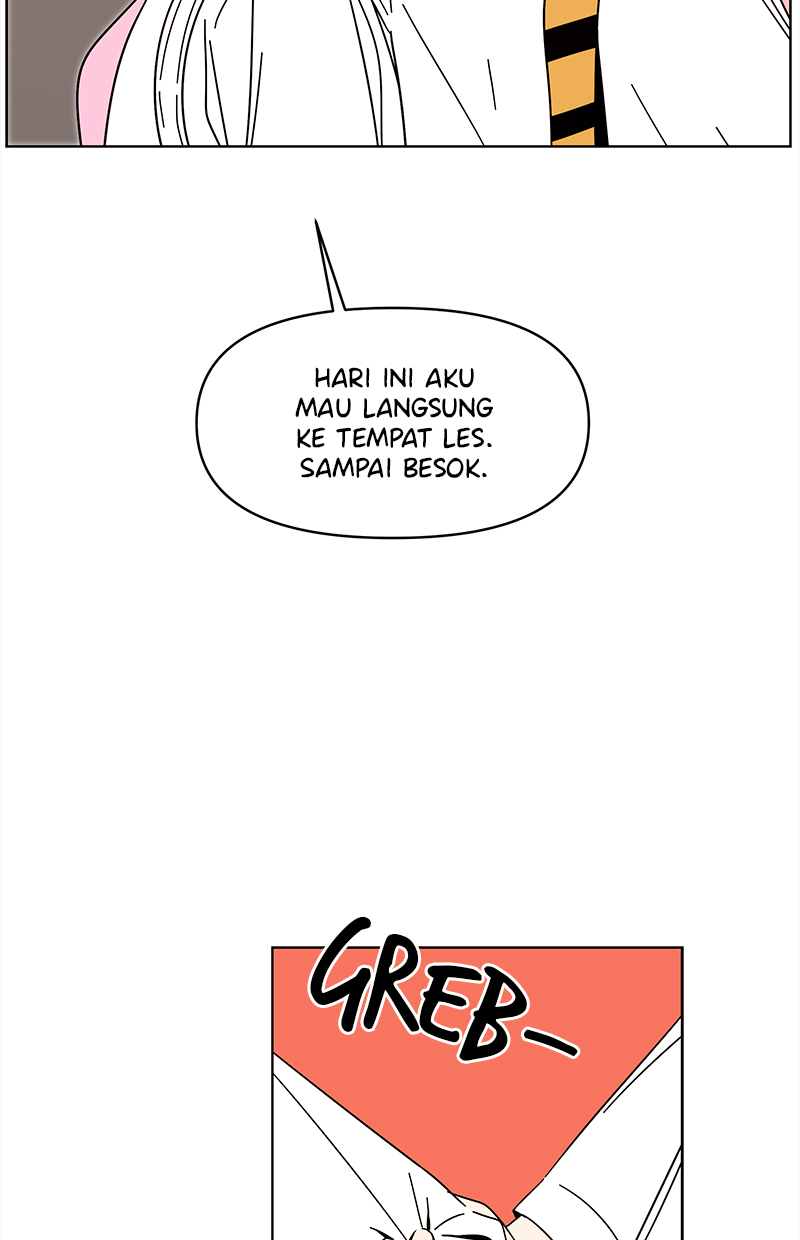 HARI INI AKU
MAU LANGSUNG
KE TEMPAT LES.
SAMPAI BESOK.
GREB–